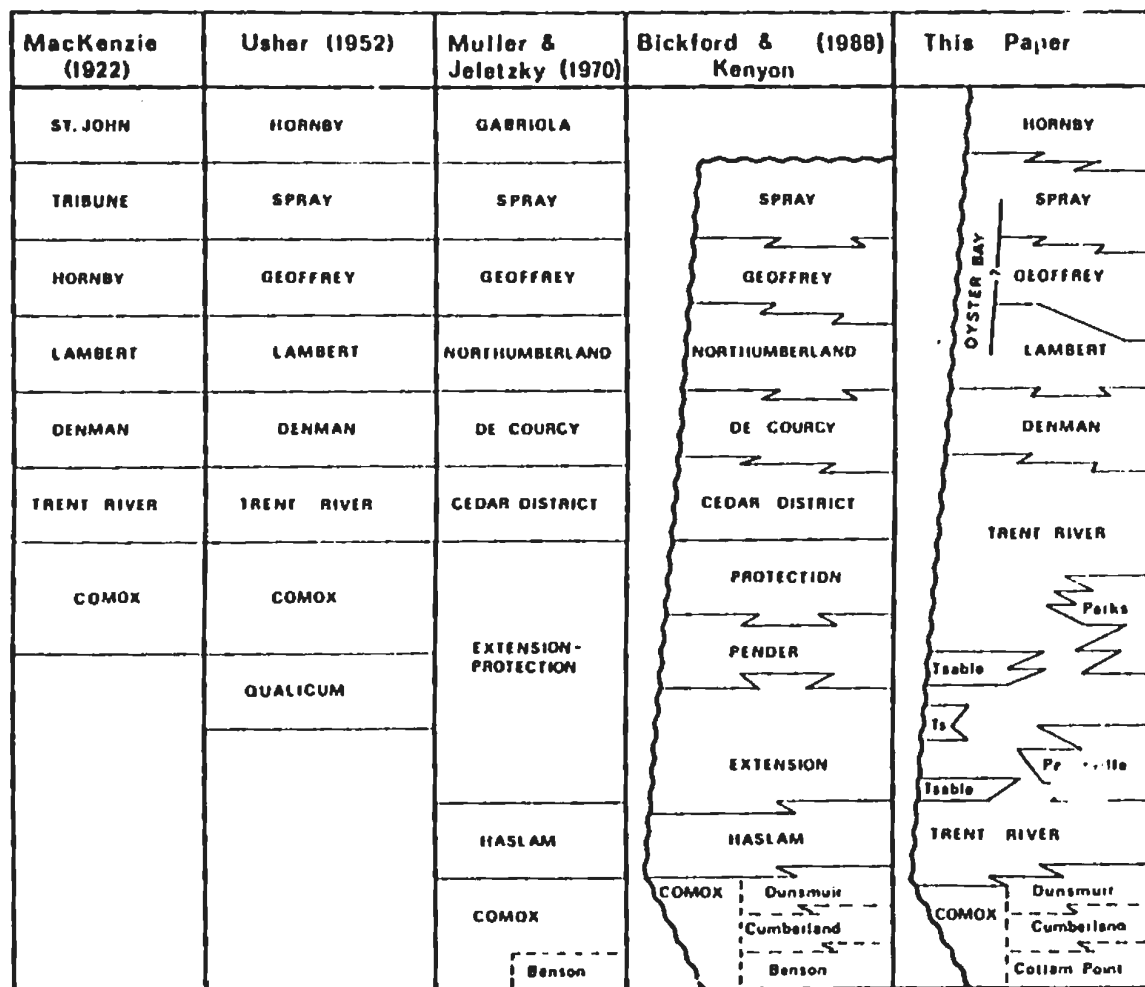 MacKenzie
(1922)
Usher (1952)
Muller &
Jeletzky (1970)
Bickford & (1988)
Kenyon
This Paper
ST. JOHN
TRIBUNE
HORNBY
LAMBERT
DENMAN
TRENT RIVER
COMOX
HORNBY
SPRAY
GEOFFREY
LAMBERT
DENMAN
TRENT RIVER
COMOX
QUALICUM
GABRIOLA
SPRAY
GEOFFREY
NORTHUMBERLAND
DE COURCY
CEDAR DISTRICT
EXTENSION-
PROTECTION
HASLAM
COMOX
Benson
SPRAY
GEOFFREY
NORTHUMBERLAND
DE COURCY
CEDAR DISTRICT
PROTECTION
PENDER
EXTENSION
HASLAM
COMOX
Dunsmuir
Cumberland
Benson
HORNBY
SPRAY
OYSTER BAY
?
GEOFFREY
LAMBERT
DENMAN
TRENT RIVER
Parks
Tsable
Ts
Tsable
TRENT RIVER
COMOX
Dunsmuir
Cumberland
Cottam Point